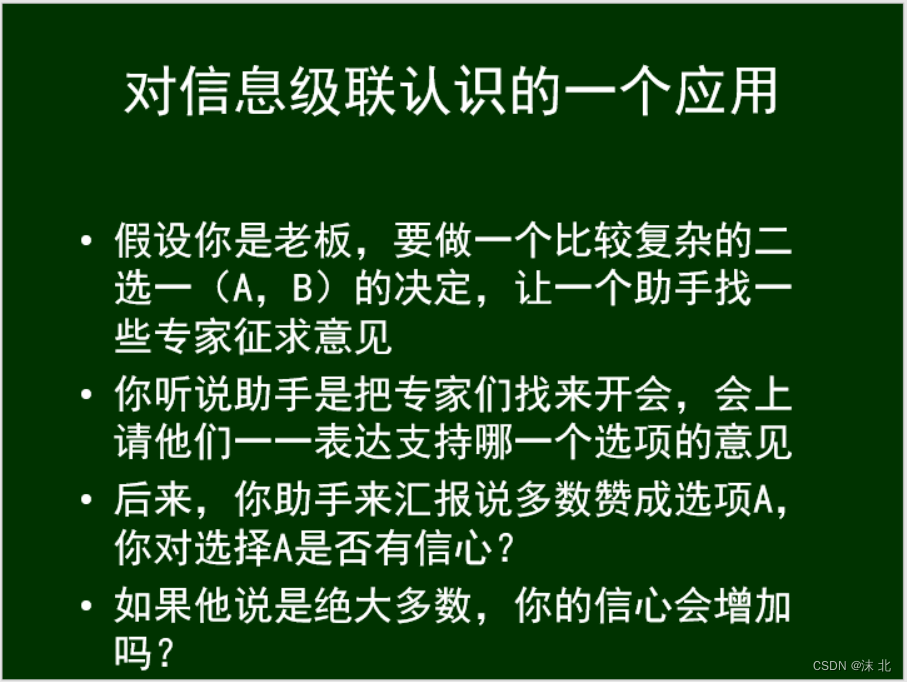 对信息级联认识的一个应用
• 假设你是老板，要做一个比较复杂的二
选一（A，B）的决定，让一个助手找一
些专家征求意见
• 你听说助手是把专家们找来开会，会上
请他们一一表达支持哪一个选项的意见
• 后来，你助手来汇报说多数赞成选项A，
你对选择A是否有信心？
• 如果他说是绝大多数，你的信心会增加
吗？
CSDN @沫 北